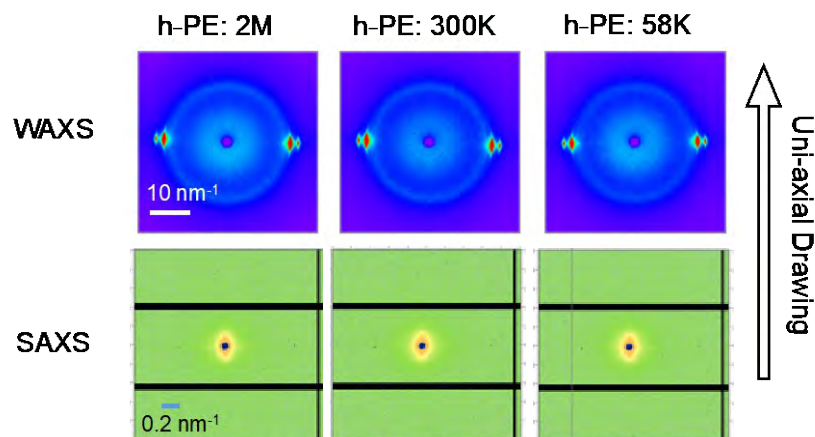 h-PE: 2M
h-PE: 300K
h-PE: 58K
WAXS
10 nm⁻¹
SAXS
0.2 nm⁻¹
Uni-axial Drawing